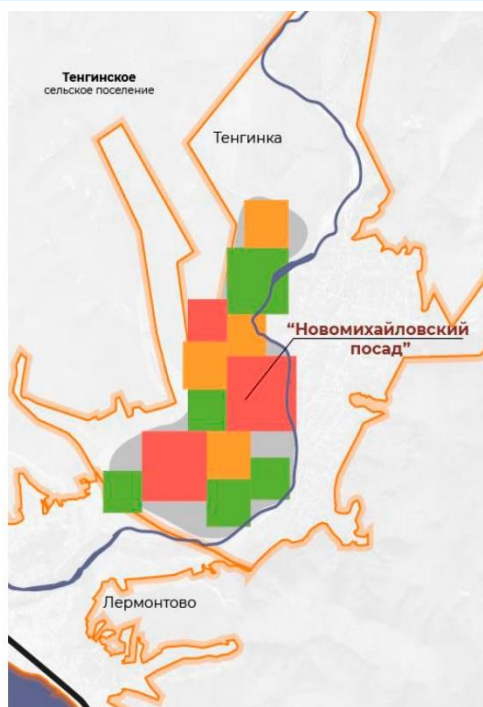 Тенгинское
сельское поселение
Тенгинка
“Новомихайловский
посад”
Лермонтово